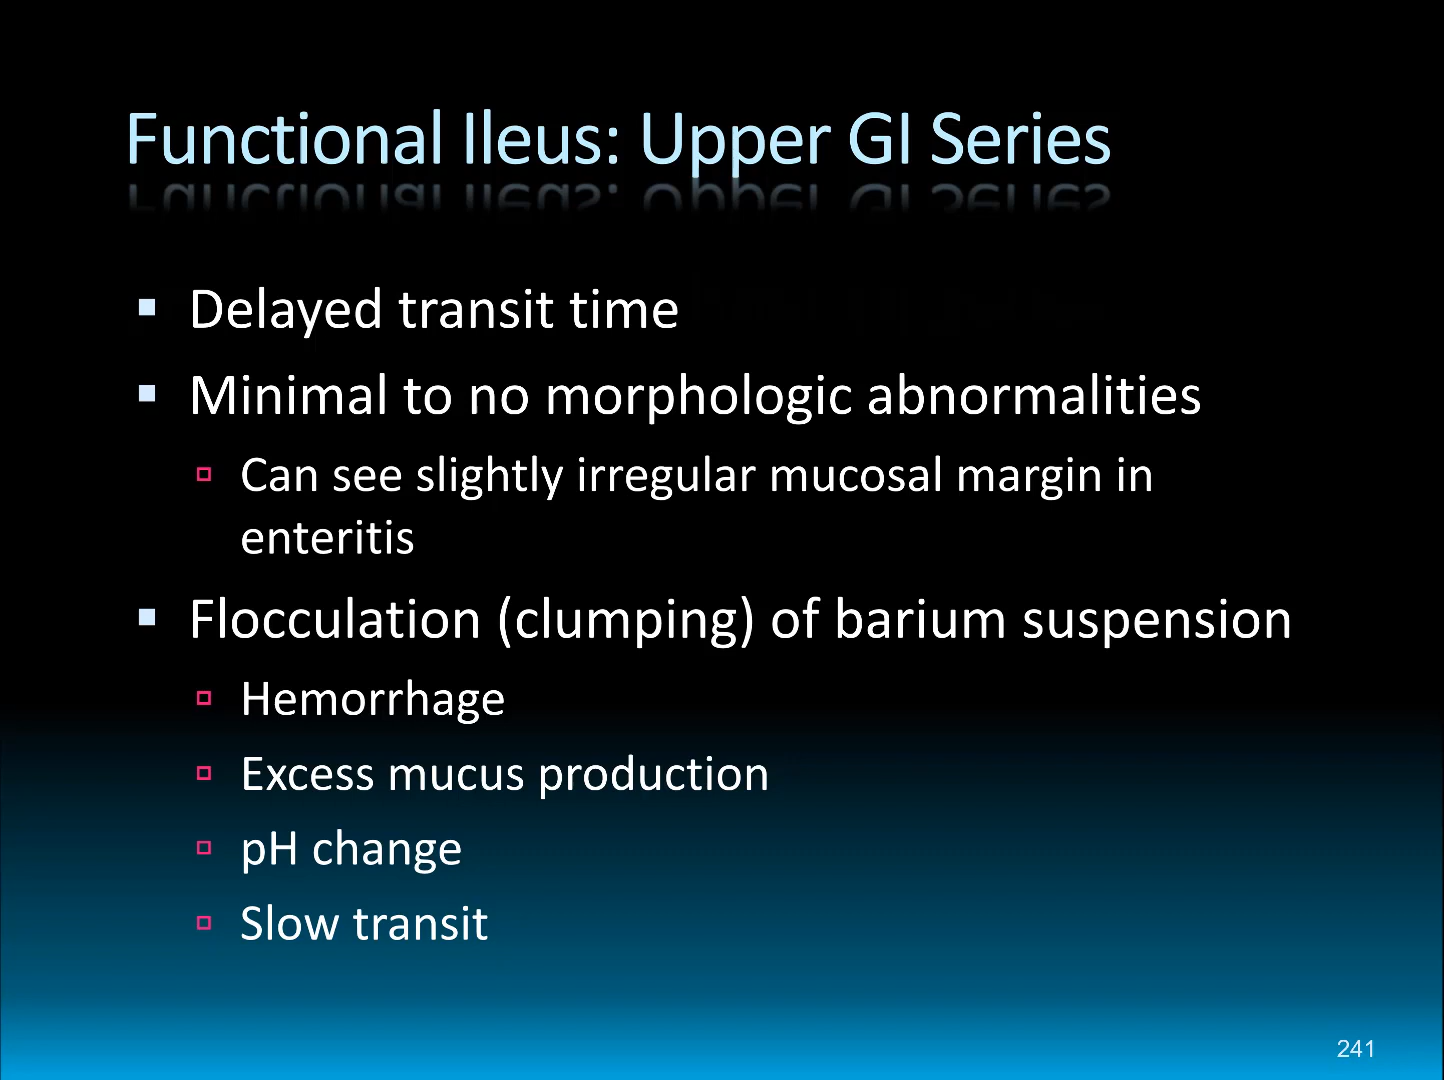 Functional Ileus: Upper GI Series
Delayed transit time
Minimal to no morphologic abnormalities
Can see slightly irregular mucosal margin in
enteritis
Flocculation (clumping) of barium suspension
Hemorrhage
Excess mucus production
pH change
Slow transit
241